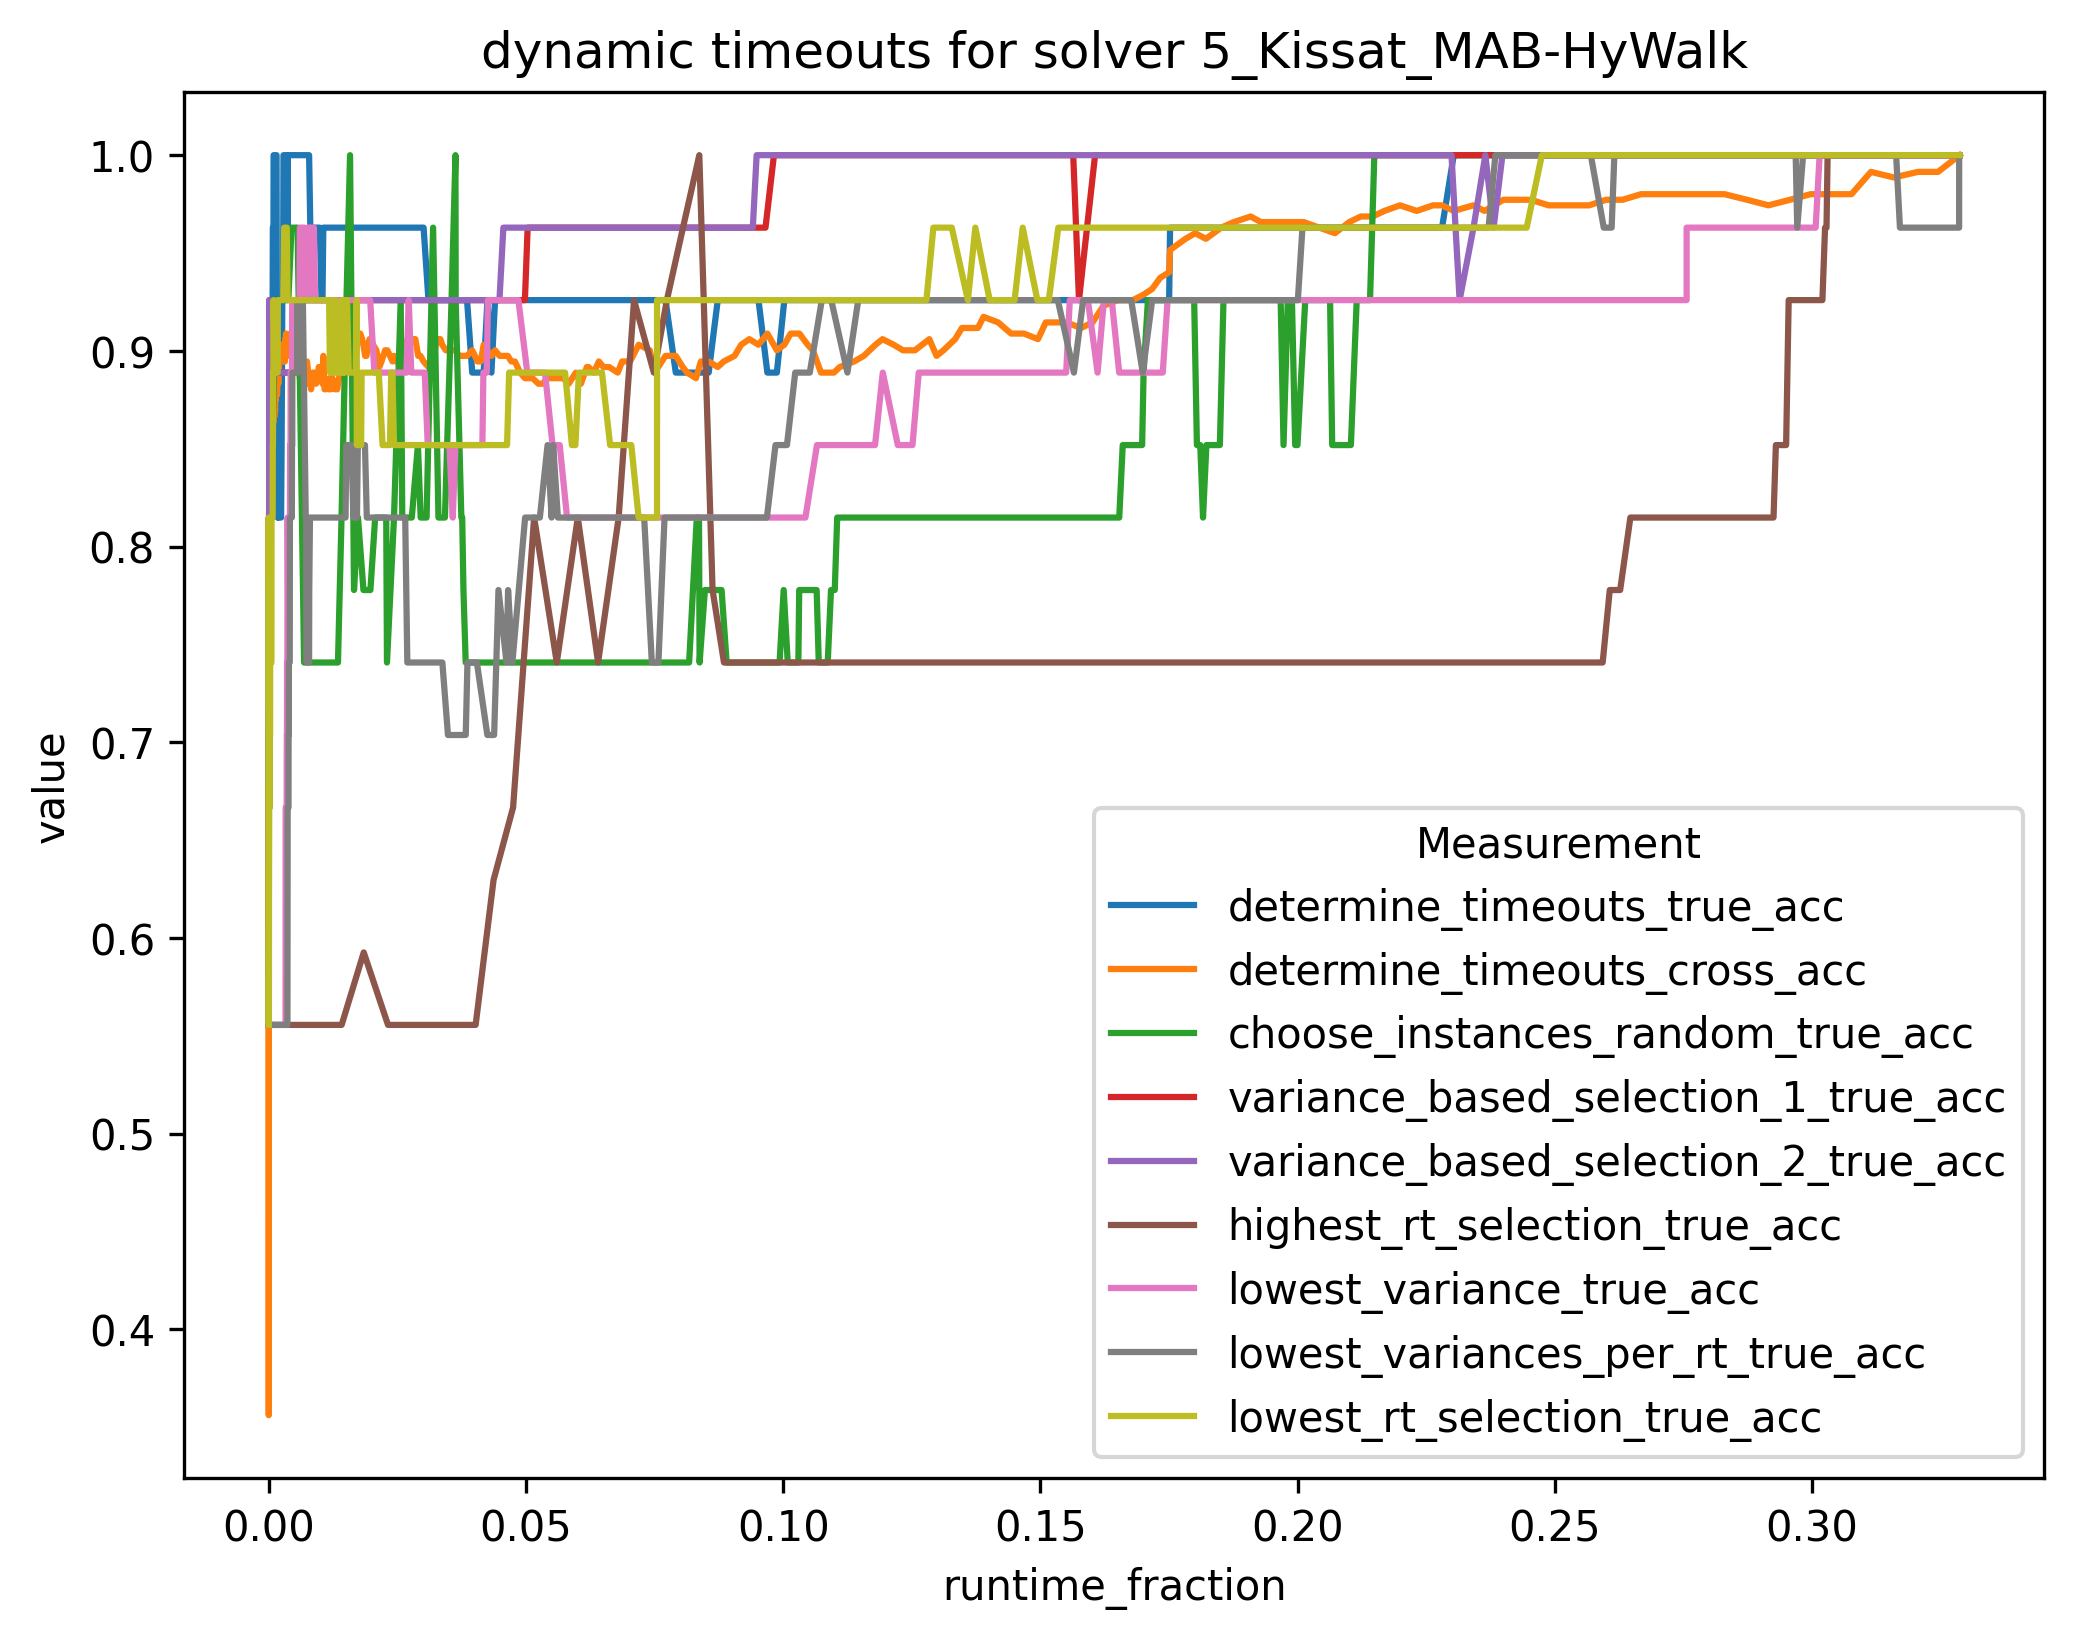 dynamic timeouts for solver 5_Kissat_MAB-HyWalk
1.0
0.9
0.8
0.7
0.6
0.5
0.4
value
0.00 0.05 0.10 0.15 0.20 0.25 0.30
runtime_fraction
Measurement
determine_timeouts_true_acc
determine_timeouts_cross_acc
choose_instances_random_true_acc
variance_based_selection_1_true_acc
variance_based_selection_2_true_acc
highest_rt_selection_true_acc
lowest_variance_true_acc
lowest_variances_per_rt_true_acc
lowest_rt_selection_true_acc